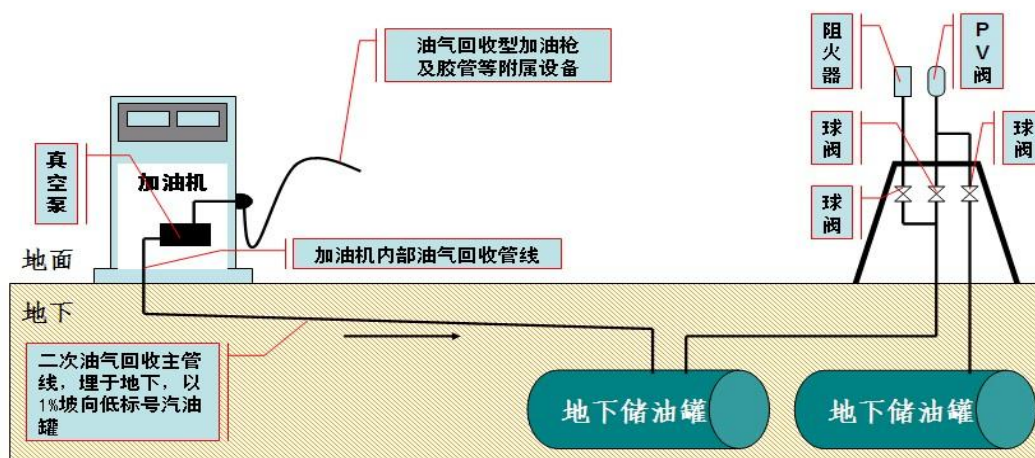 油气回收型加油枪
及胶管等附属设备
阻
火
器
P
V
阀
真
空
泵
加油机
球
阀
球
阀
球
阀
加油机内部油气回收管线
地面
地下
二次油气回收主管
线，埋于地下，以
1%坡向低标号汽油
罐
地下储油罐
地下储油罐